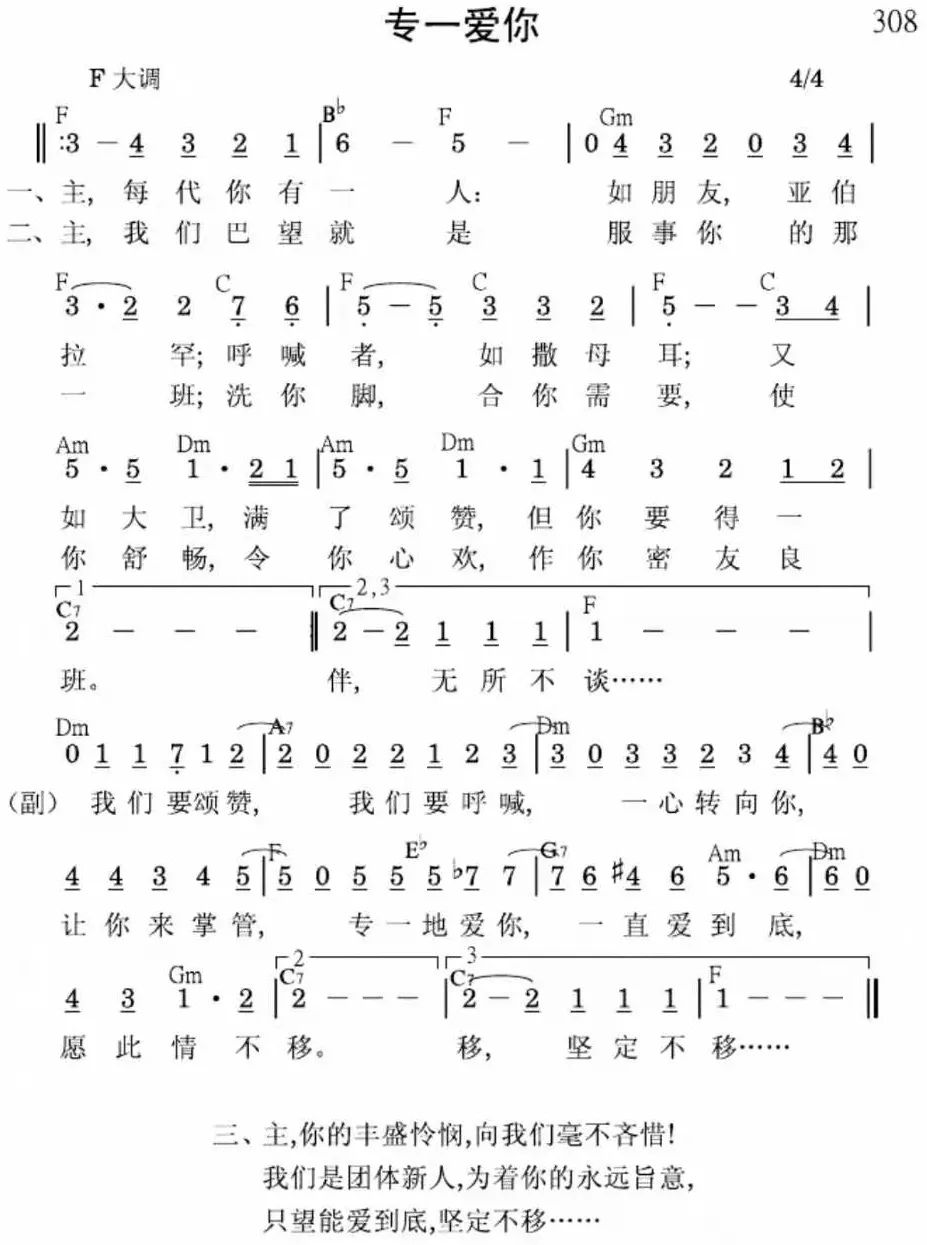 专一爱你
308
F 大调
4/4
F B♭ F Gm
‖:3 - 4 3 2 1 | 6 - 5 - | 0 4 3 2 0 3 4 |
一、主, 每代你有一人: 如朋友, 亚伯
二、主, 我们巴望就是 服事你的那
F C F C F C
3 · 2 2 7 6 | 5 - 5 3 3 2 | 5 - - 3 4 |
拉罕; 呼喊者, 如撒母耳; 又
一班; 洗你脚, 合你需要, 使
Am Dm Am Dm Gm
5 · 5 1 · 2 1 | 5 · 5 1 · 1 | 4 3 2 1 2 |
如大卫, 满了颂赞, 但你要得一
你舒畅, 令你心欢, 作你密友良
1 2,3
C7 C7 F
2 - - - ‖ 2 - 2 1 1 1 | 1 - - - |
班。 伴, 无所不谈……
Dm A7 Dm B♭
0 1 1 7 1 2 | 2 0 2 2 1 2 3 | 3 0 3 3 2 3 4 | 4 0
（副） 我们要颂赞, 我们要呼喊, 一心转向你,
F E♭ G7 Am Dm
4 4 3 4 5 | 5 0 5 5 5 ♭7 7 | 7 6 #4 6 5 · 6 | 6 0
让你来掌管, 专一地爱你, 一直爱到底,
2 3
Gm C7 C7 F
4 3 1 · 2 | 2 - - - | 2 - 2 1 1 1 | 1 - - - ‖
愿此情不移。 移, 坚定不移……
三、主,你的丰盛怜悯,向我们毫不吝惜!
我们是团体新人,为着你的永远旨意,
只望能爱到底,坚定不移……